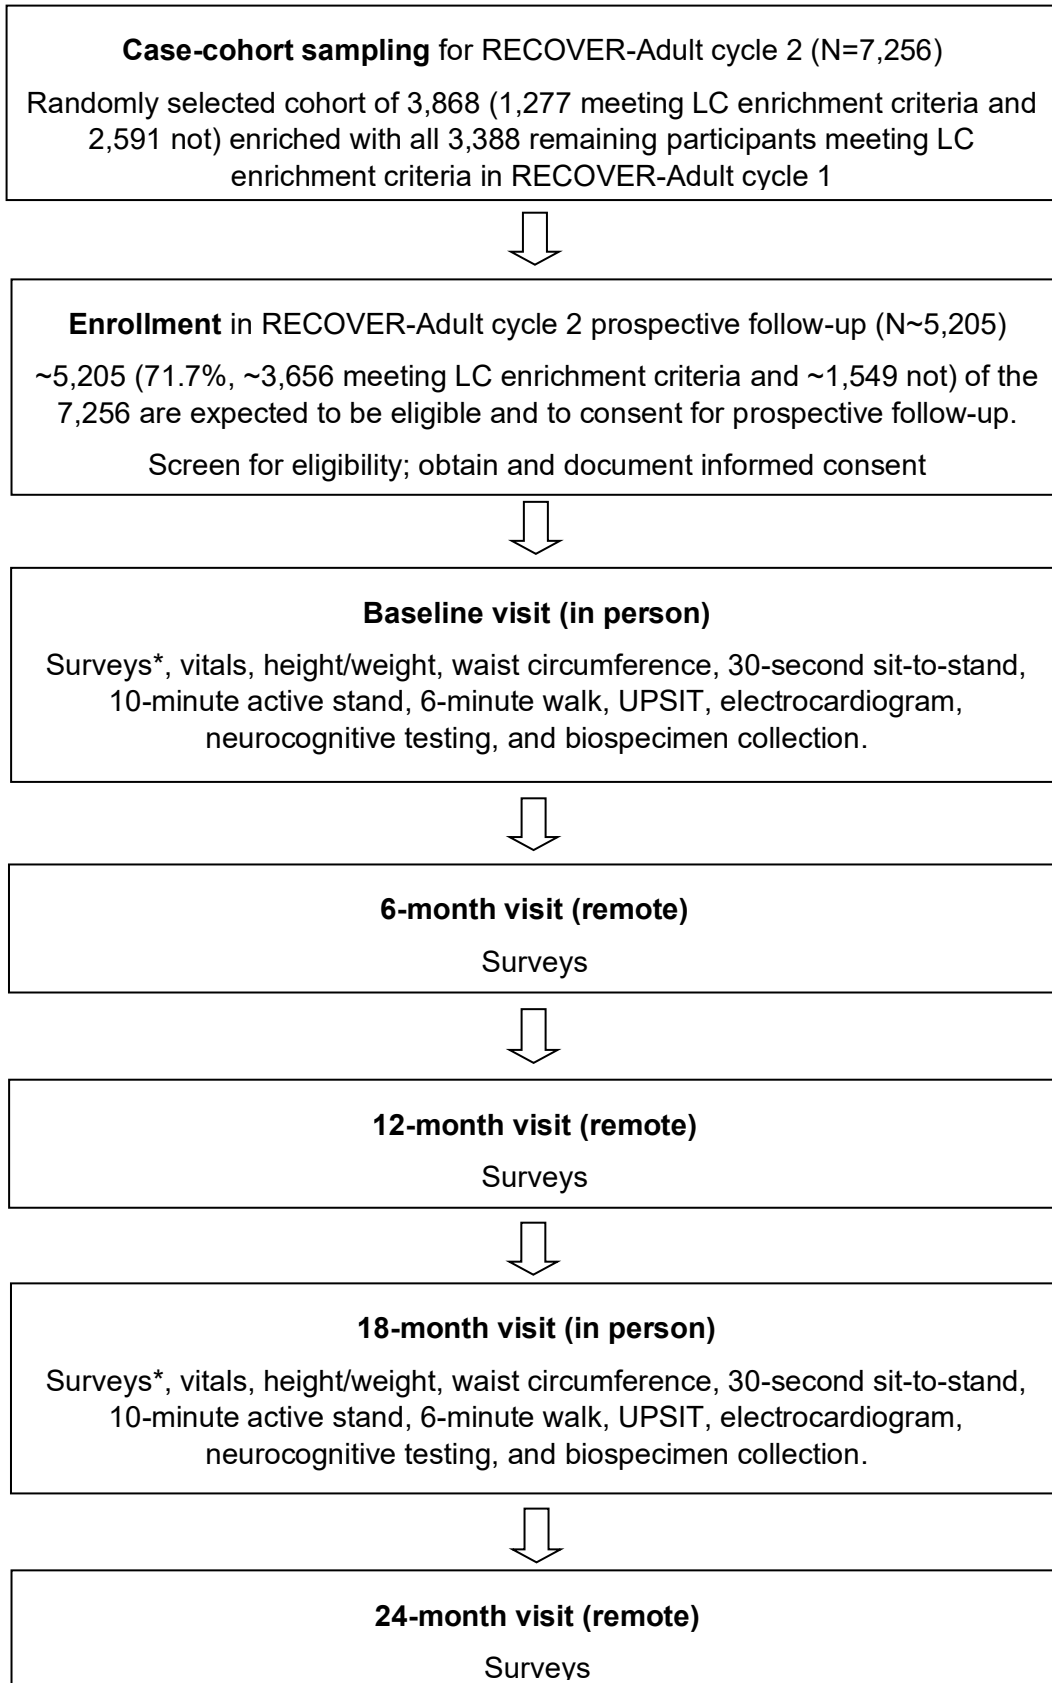 Case-cohort sampling for RECOVER-Adult cycle 2 (N=7,256)
Randomly selected cohort of 3,868 (1,277 meeting LC enrichment criteria and
2,591 not) enriched with all 3,388 remaining participants meeting LC
enrichment criteria in RECOVER-Adult cycle 1
Enrollment in RECOVER-Adult cycle 2 prospective follow-up (N~5,205)
~5,205 (71.7%, ~3,656 meeting LC enrichment criteria and ~1,549 not) of the
7,256 are expected to be eligible and to consent for prospective follow-up.
Screen for eligibility; obtain and document informed consent
Baseline visit (in person)
Surveys*, vitals, height/weight, waist circumference, 30-second sit-to-stand,
10-minute active stand, 6-minute walk, UPSIT, electrocardiogram,
neurocognitive testing, and biospecimen collection.
6-month visit (remote)
Surveys
12-month visit (remote)
Surveys
18-month visit (in person)
Surveys*, vitals, height/weight, waist circumference, 30-second sit-to-stand,
10-minute active stand, 6-minute walk, UPSIT, electrocardiogram,
neurocognitive testing, and biospecimen collection.
24-month visit (remote)
Surveys